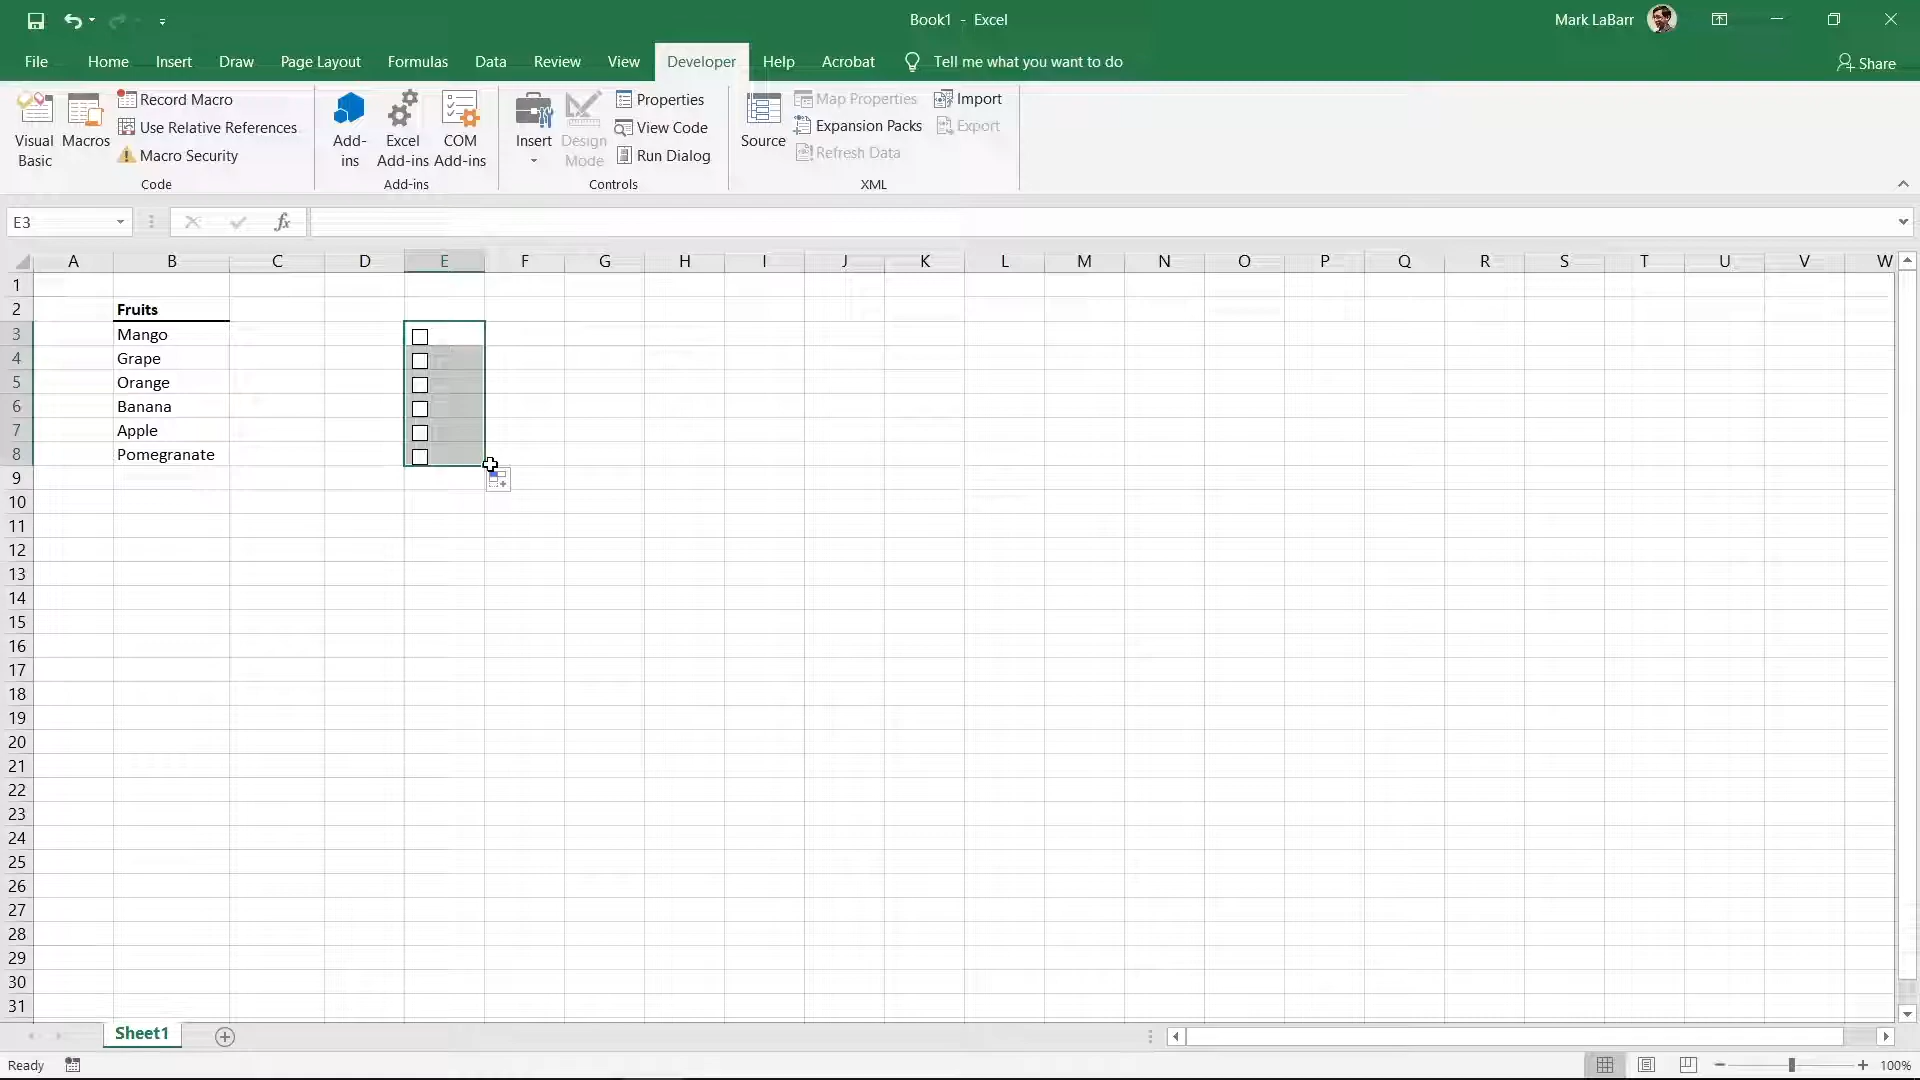 Book1 - Excel
Mark LaBarr
File Home Insert Draw Page Layout Formulas Data Review View Developer Help Acrobat Tell me what you want to do Share
Visual Basic
Macros
Record Macro
Use Relative References
Macro Security
Code
Add-ins
Excel Add-ins
COM Add-ins
Add-ins
Insert
Design Mode
Properties
View Code
Run Dialog
Controls
Source
Map Properties
Expansion Packs
Refresh Data
Import
Export
XML
E3
fx
A B C D E F G H I J K L M N O P Q R S T U V W
1
2 Fruits
3 Mango
4 Grape
5 Orange
6 Banana
7 Apple
8 Pomegranate
9
10
11
12
13
14
15
16
17
18
19
20
21
22
23
24
25
26
27
28
29
30
31
Sheet1
Ready
100%